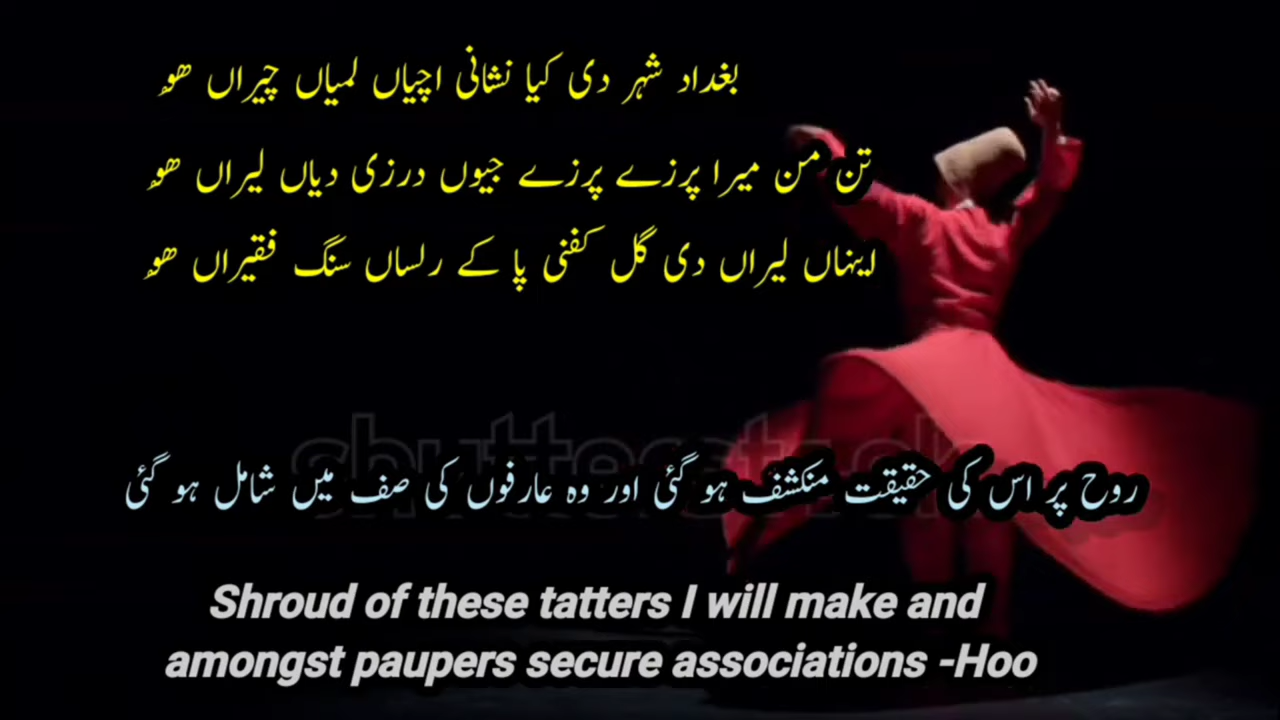 بغداد شہر دی کیا نشانی اچیاں لمیاں چیراں ھو
تن من میرا پرزے پرزے جیوں درزی دیاں لیراں ھو
اینہاں لیراں دی گل کفنی پا کے رلساں سنگ فقیراں ھو
shutterstock
روح پر اس کی حقیقت منکشف ہو گئی اور وہ عارفوں کی صف میں شامل ہو گئی
Shroud of these tatters I will make and
amongst paupers secure associations -Hoo